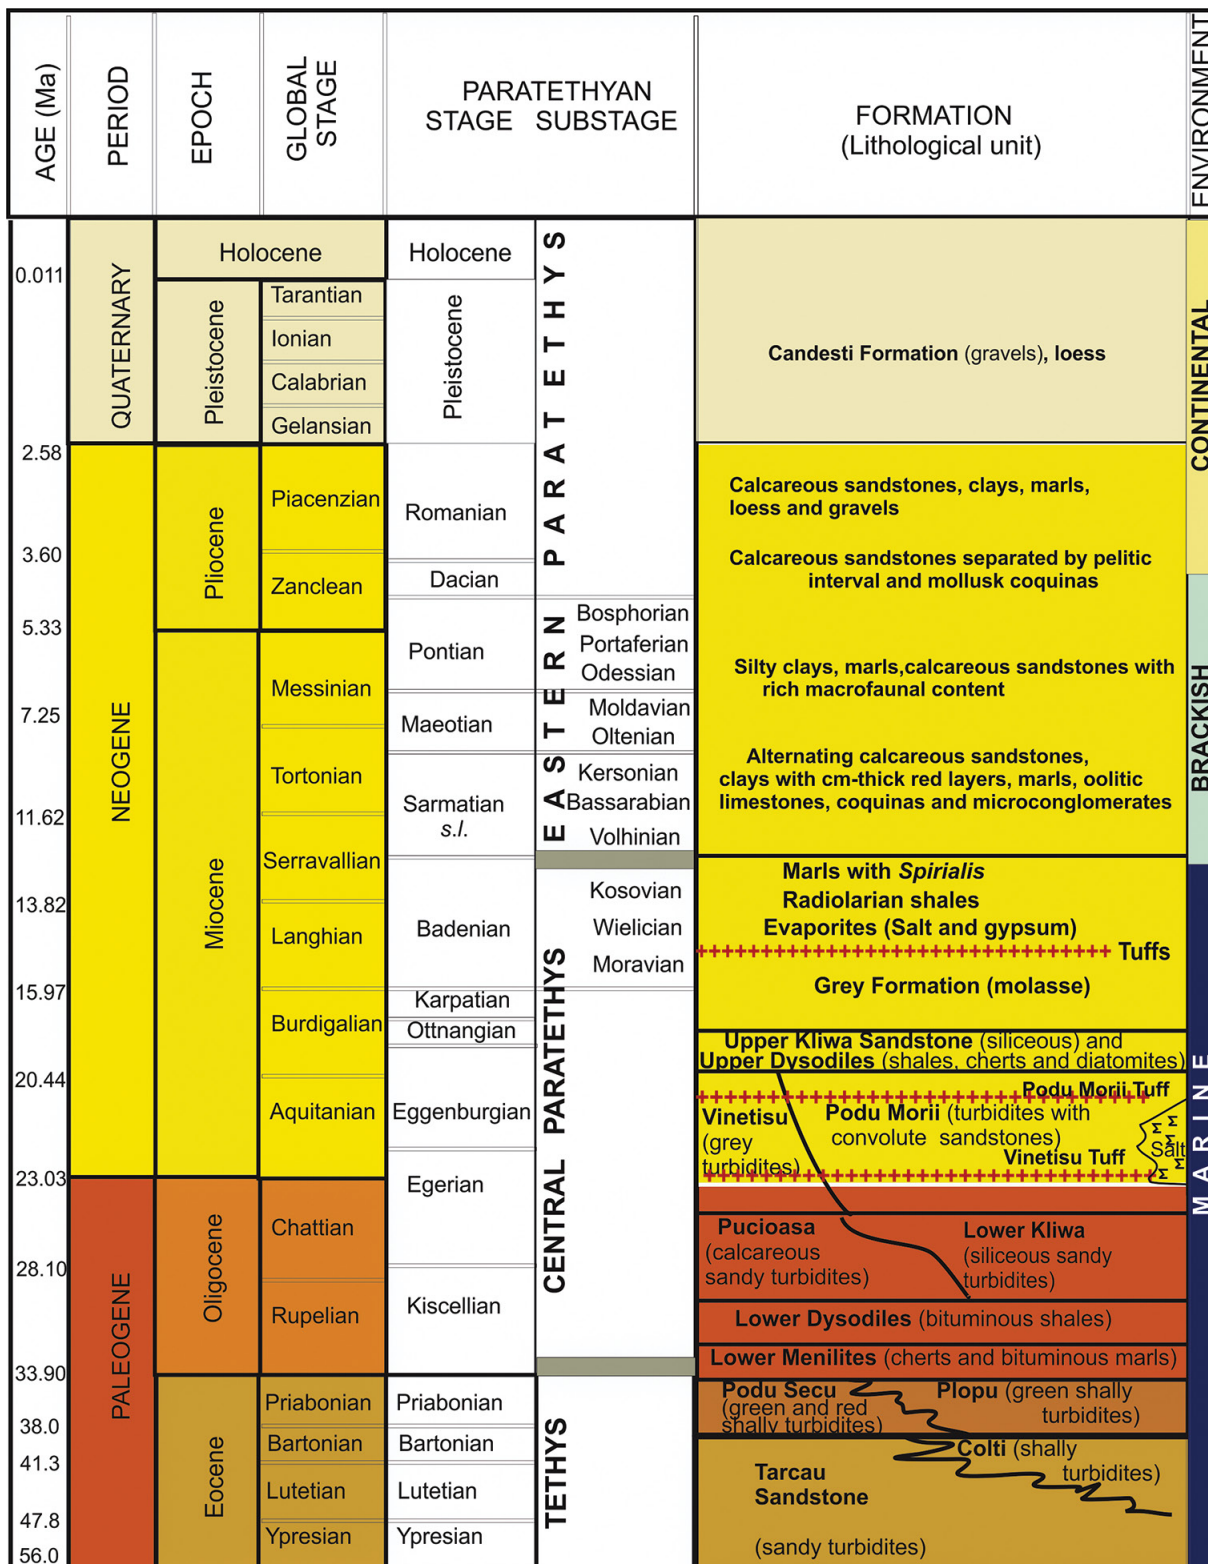 AGE (Ma)
PERIOD
EPOCH
GLOBAL
STAGE
PARATETHYAN
STAGE SUBSTAGE
FORMATION
(Lithological unit)
ENVIRONMENT
0.011
2.58
3.60
5.33
7.25
11.62
13.82
15.97
20.44
23.03
28.10
33.90
38.0
41.3
47.8
56.0
QUATERNARY
NEOGENE
PALEOGENE
Holocene
Pleistocene
Pliocene
Miocene
Oligocene
Eocene
Tarantian
Ionian
Calabrian
Gelansian
Piacenzian
Zanclean
Messinian
Tortonian
Serravallian
Langhian
Burdigalian
Aquitanian
Chattian
Rupelian
Priabonian
Bartonian
Lutetian
Ypresian
Holocene
Pleistocene
Romanian
Dacian
Pontian
Maeotian
Sarmatian
s.l.
Badenian
Karpatian
Ottnangian
Eggenburgian
Egerian
Kiscellian
Priabonian
Bartonian
Lutetian
Ypresian
EASTERN PARATETHYS
CENTRAL PARATETHYS
TETHYS
Bosphorian
Portaferian
Odessian
Moldavian
Oltenian
Kersonian
Bassarabian
Volhinian
Kosovian
Wielician
Moravian
Candesti Formation (gravels), loess
Calcareous sandstones, clays, marls,
loess and gravels
Calcareous sandstones separated by pelitic
interval and mollusk coquinas
Silty clays, marls,calcareous sandstones with
rich macrofaunal content
Alternating calcareous sandstones,
clays with cm-thick red layers, marls, oolitic
limestones, coquinas and microconglomerates
Marls with Spirialis
Radiolarian shales
Evaporites (Salt and gypsum)
Tuffs
Grey Formation (molasse)
Upper Kliwa Sandstone (siliceous) and
Upper Dysodiles (shales, cherts and diatomites)
Podu Morii Tuff
Vinetisu
(grey
turbidites)
Podu Morii (turbidites with
convolute sandstones)
Vinetisu Tuff
Salt
Pucioasa
(calcareous
sandy turbidites)
Lower Kliwa
(siliceous sandy
turbidites)
Lower Dysodiles (bituminous shales)
Lower Menilites (cherts and bituminous marls)
Podu Secu
(green and red
shally turbidites)
Plopu (green shally
turbidites)
Colti (shally
turbidites)
Tarcau
Sandstone
(sandy turbidites)
CONTINENTAL
BRACKISH
MARINE